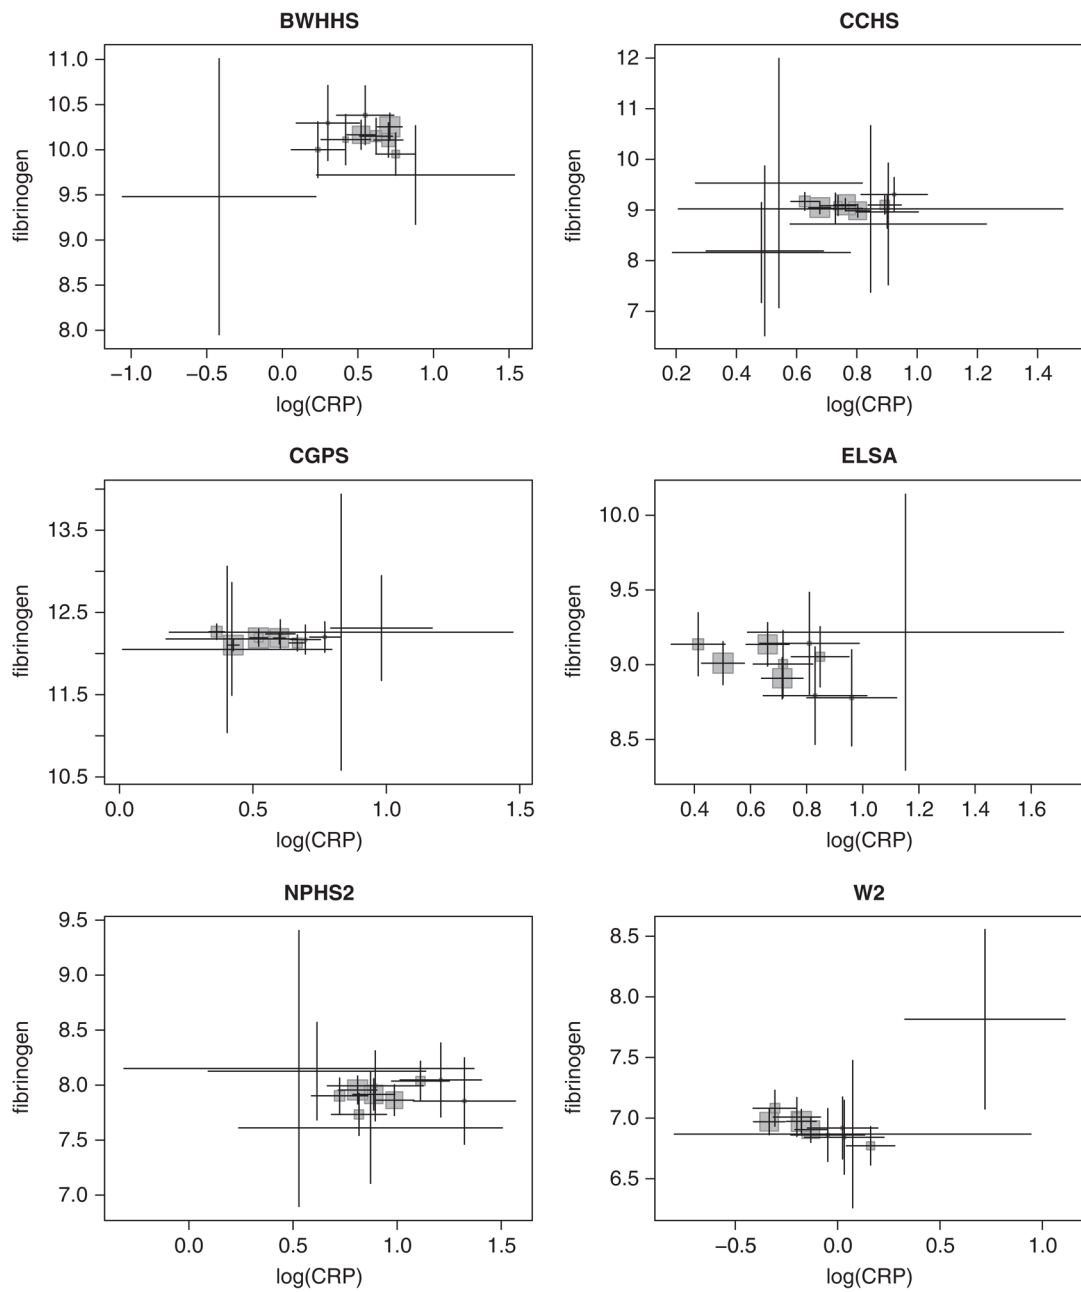 BWHHS
fibrinogen
11.0
10.5
10.0
9.5
9.0
8.5
8.0
−1.0 −0.5 0.0 0.5 1.0 1.5
log(CRP)
CCHS
fibrinogen
12
11
10
9
8
7
0.2 0.4 0.6 0.8 1.0 1.2 1.4
log(CRP)
CGPS
fibrinogen
13.5
12.5
11.5
10.5
0.0 0.5 1.0 1.5
log(CRP)
ELSA
fibrinogen
10.0
9.5
9.0
8.5
0.4 0.6 0.8 1.0 1.2 1.4 1.6
log(CRP)
NPHS2
fibrinogen
9.5
9.0
8.5
8.0
7.5
7.0
0.0 0.5 1.0 1.5
log(CRP)
W2
fibrinogen
8.5
8.0
7.5
7.0
6.5
−0.5 0.0 0.5 1.0
log(CRP)